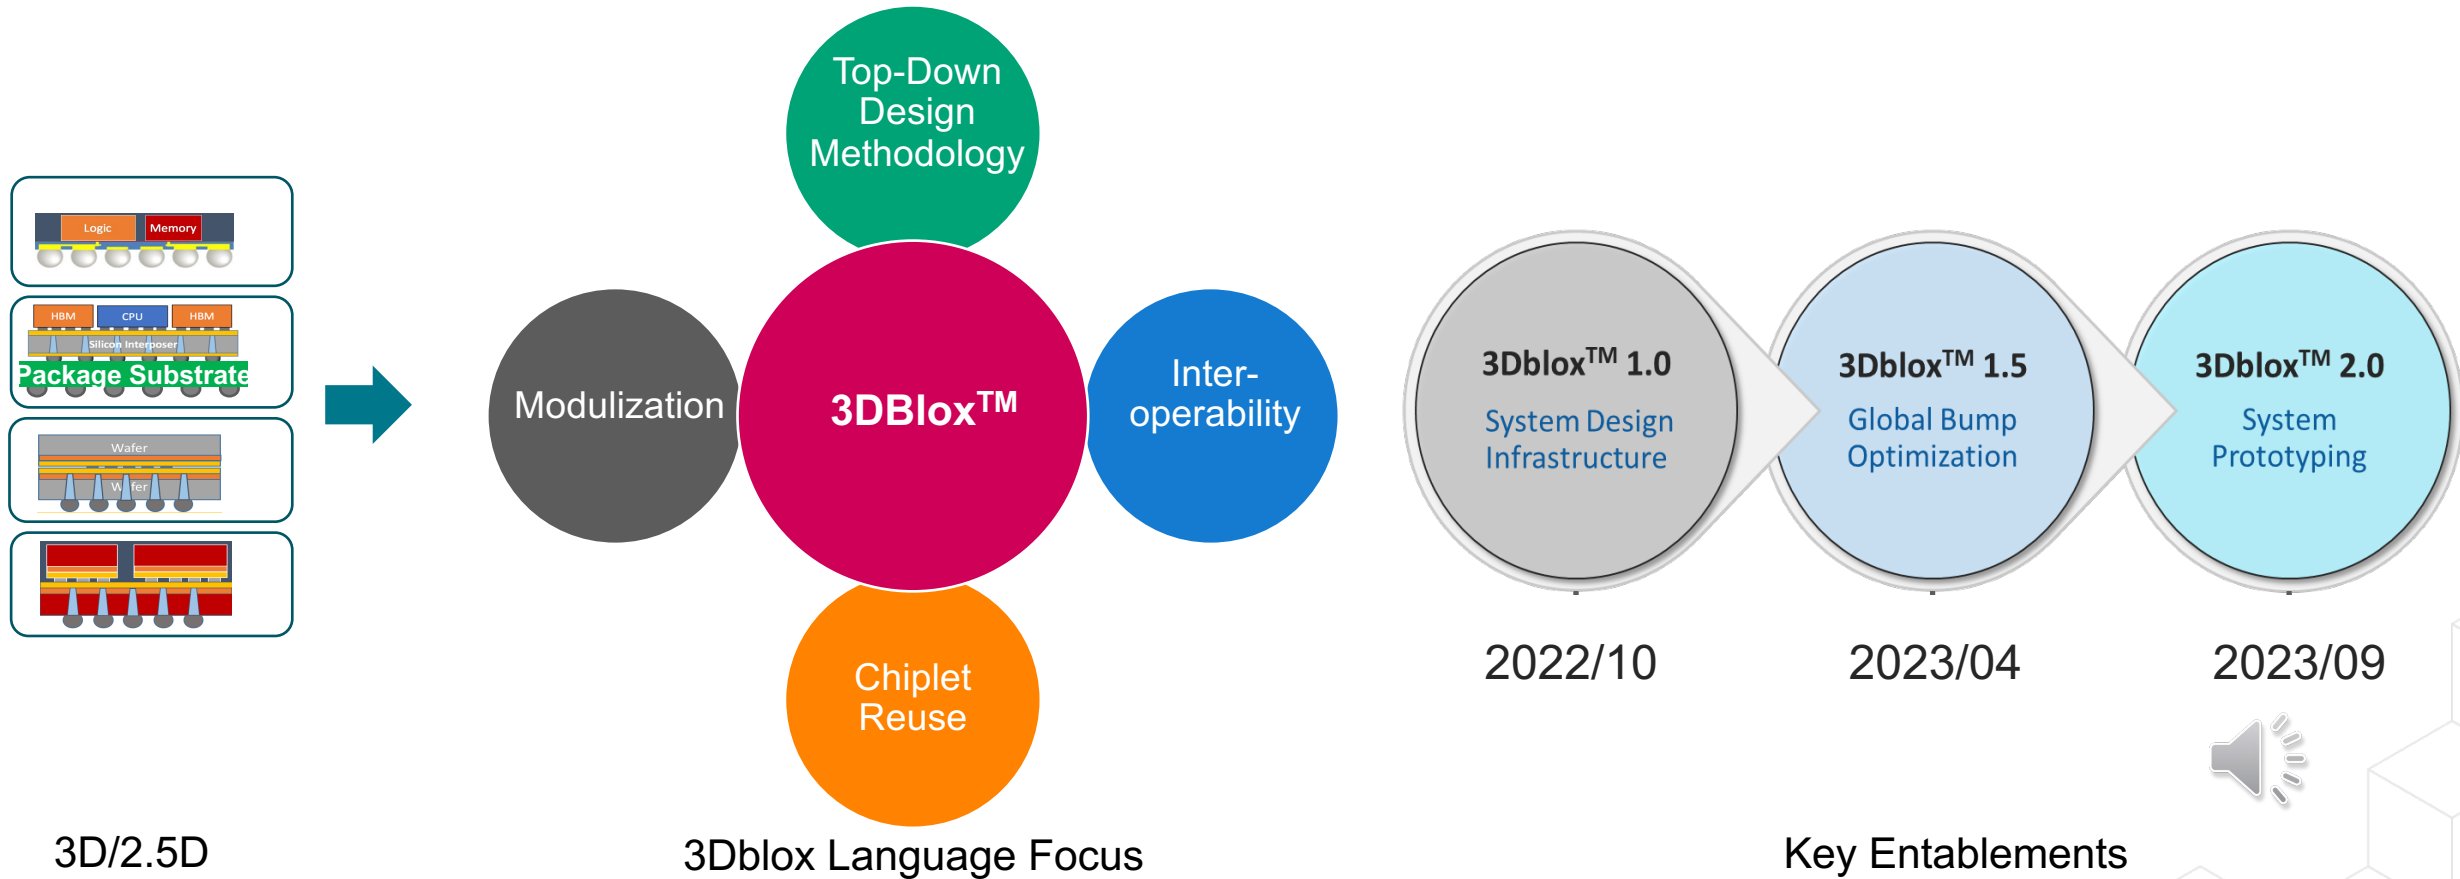 Logic
Memory
HBM
CPU
HBM
Silicon Interposer
Package Substrate
Wafer
Wafer
3D/2.5D
Top-Down
Design
Methodology
Modulization
3DBlox™
Inter-
operability
Chiplet
Reuse
3Dblox Language Focus
3Dblox™ 1.0
System Design
Infrastructure
2022/10
3Dblox™ 1.5
Global Bump
Optimization
2023/04
3Dblox™ 2.0
System
Prototyping
2023/09
Key Entablements